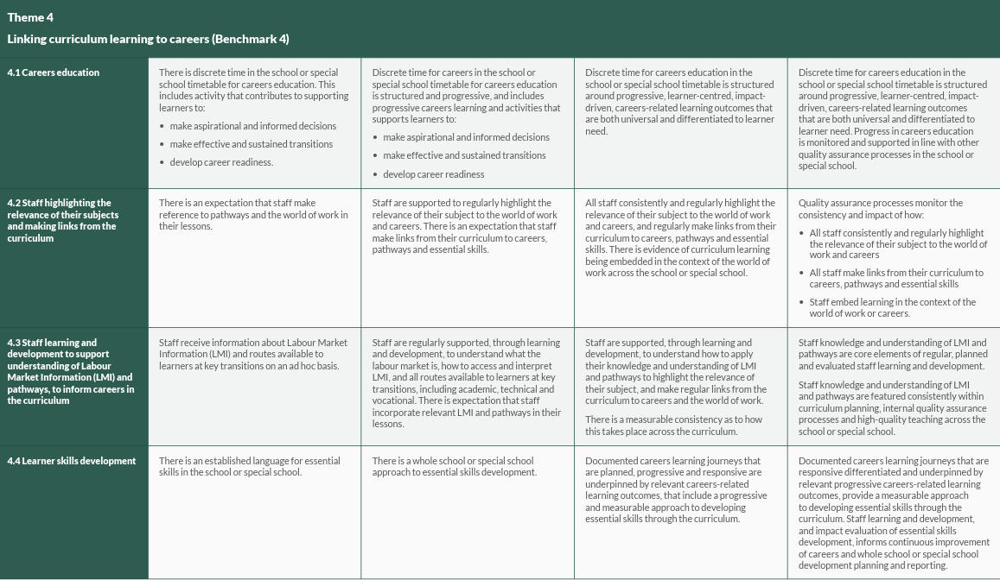 Theme 4
Linking curriculum learning to careers (Benchmark 4)
4.1 Careers education
There is discrete time in the school or special
school timetable for careers education. This
includes activity that contributes to supporting
learners to:
• make aspirational and informed decisions
• make effective and sustained transitions
• develop career readiness.
Discrete time for careers in the school or
special school timetable for careers education
is structured and progressive, and includes
progressive careers learning and activities that
supports learners to:
• make aspirational and informed decisions
• make effective and sustained transitions
• develop career readiness
Discrete time for career education in the
school or special school timetable is structured
around progressive, learner-centred, impact-
driven, careers-related learning outcomes that
are both universal and differentiated to learner
need.
Discrete time for careers education in the
school or special school timetable is structured
around progressive, learner-centred, impact-
driven, careers-related learning outcomes
that are both universal and differentiated to
learner need. Progress in careers education
is monitored and supported in line with other
quality assurance processes in the school or
special school.
4.2 Staff highlighting the
relevance of their subjects
and making links from the
curriculum
There is an expectation that staff make
reference to pathways and the world of work in
their lessons.
Staff are supported to regularly highlight the
relevance of their subject to the world of work
and careers. There is an expectation that staff
make links from their curriculum to careers,
pathways and essential skills.
All staff consistently and regularly highlight the
relevance of their subject to the world of work
and careers, and regularly make links from their
curriculum to careers, pathways and essential
skills. There is evidence of curriculum learning
being embedded in the context of the world of
work across the school or special school.
Quality assurance processes monitor the
consistency and impact of how:
• All staff consistently and regularly highlight
the relevance of their subject to the world of
work and careers
• All staff make links from their curriculum to
careers, pathways and essential skills
• Staff embed learning in the context of the
world of work or careers.
4.3 Staff learning and
development to support
understanding of Labour
Market Information (LMI) and
pathways, to inform careers in
the curriculum
Staff receive information about Labour Market
Information (LMI) and routes available to
learners at key transitions on an ad hoc basis.
Staff are regularly supported, through learning
and development, to understand what the
labour market is, how to access and interpret
LMI, and all routes available to learners at key
transitions, including academic, technical and
vocational. There is expectation that staff
incorporate relevant LMI and pathways in their
lessons.
Staff are supported, through learning and
development, to understand how to apply
their knowledge and understanding of LMI
and pathways to highlight the relevance of
their subject, and make regular links from the
curriculum to careers and the world of work.
There is a measurable consistency as to how
this takes place across the curriculum.
Staff knowledge and understanding of LMI and
pathways are core elements of regular, planned
and evaluated staff learning and development.
Staff knowledge and understanding of LMI
and pathways are featured consistently within
curriculum planning, internal quality assurance
processes and high-quality teaching across the
school or special school.
4.4 Learner skills development
There is an established language for essential
skills in the school or special school.
There is a whole school or special school
approach to essential skills development.
Documented careers learning journeys that
are planned, progressive and responsive are
underpinned by relevant careers-related
learning outcomes, that include a progressive
and measurable approach to developing
essential skills through the curriculum.
Documented careers learning journeys that are
responsive differentiated and underpinned by
relevant progressive careers-related learning
outcomes, provide a measurable approach
to developing essential skills through the
curriculum. Staff learning and development,
and impact evaluation of essential skills
development, informs continuous improvement
of careers and whole school or special school
development planning and reporting.